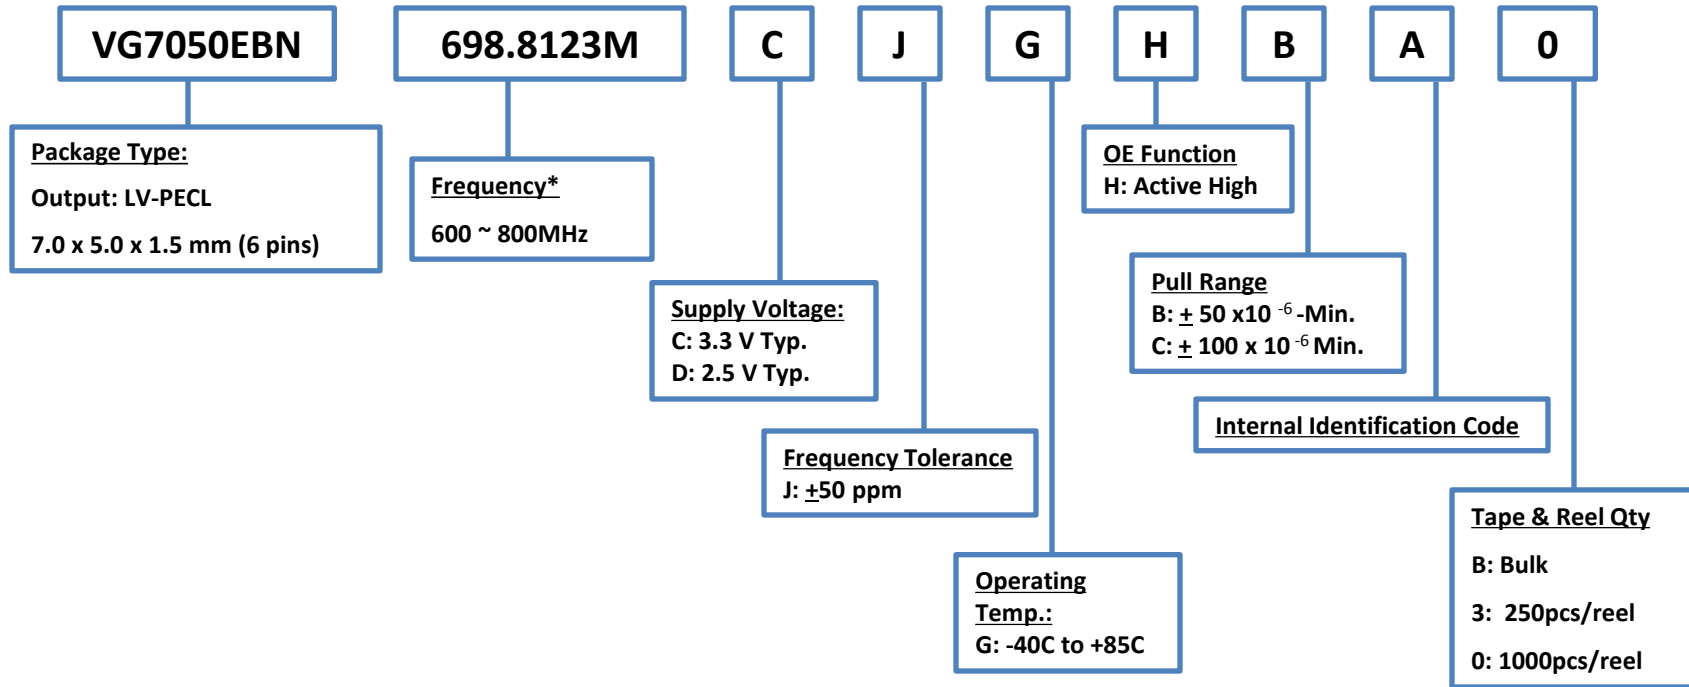 VG7050EBN
698.8123M
C
J
G
H
B
A
0
Package Type:
Output: LV-PECL
7.0 x 5.0 x 1.5 mm (6 pins)
Frequency*
600 ~ 800MHz
Supply Voltage:
C: 3.3 V Typ.
D: 2.5 V Typ.
Frequency Tolerance
J: ±50 ppm
Operating
Temp.:
G: -40C to +85C
OE Function
H: Active High
Pull Range
B: ± 50 x10 ⁻⁶ -Min.
C: ± 100 x 10 ⁻⁶ Min.
Internal Identification Code
Tape & Reel Qty
B: Bulk
3: 250pcs/reel
0: 1000pcs/reel